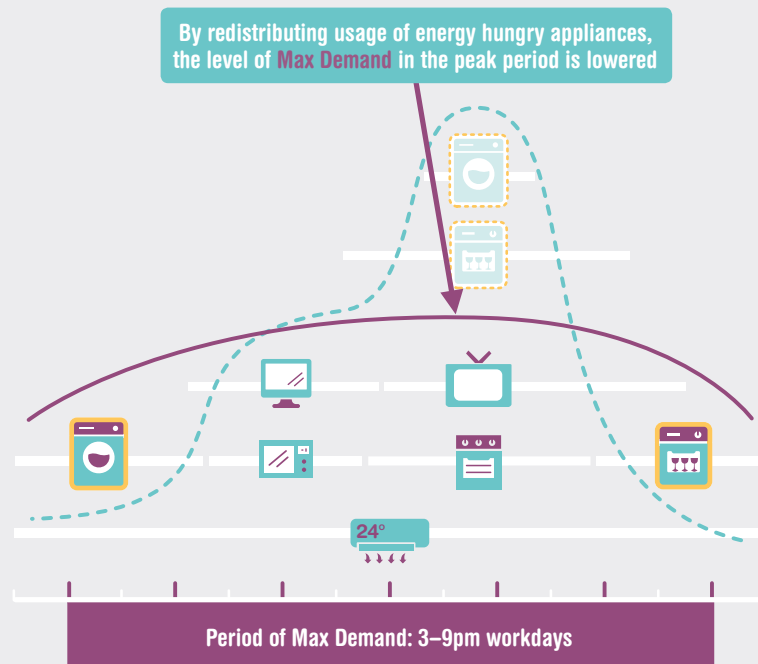 By redistributing usage of energy hungry appliances,
the level of Max Demand in the peak period is lowered
24°
Period of Max Demand: 3–9pm workdays